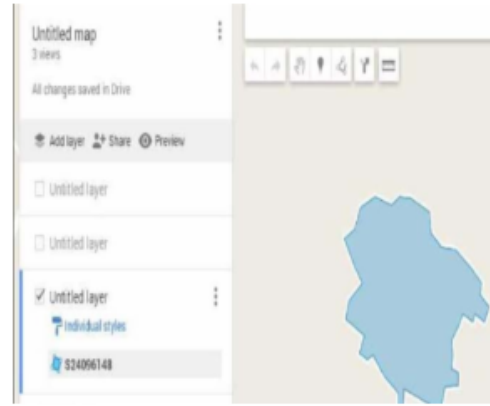 Untitled map
3 views
All changes saved in Drive
Add layer Share Preview
Untitled layer
Untitled layer
Untitled layer
Individual styles
S24096148